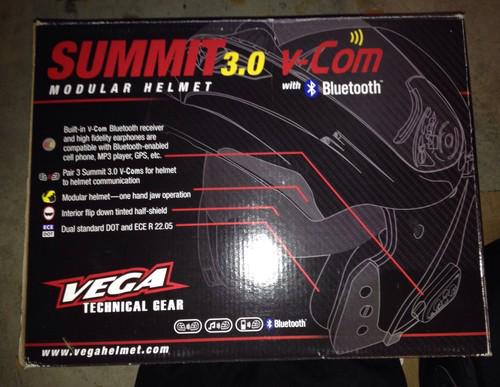 SUMMIT 3.0 v-Com
MODULAR HELMET with Bluetooth™
Built-in V-Com Bluetooth receiver
and high fidelity earphones are
compatible with Bluetooth-enabled
cell phone, MP3 player, GPS, etc.
Pair 3 Summit 3.0 V-Coms for helmet
to helmet communication
Modular helmet—one hand jaw operation
Interior flip down tinted half-shield
ECE
DOT
Dual standard DOT and ECE R 22.05
VEGA
TECHNICAL GEAR
Bluetooth
www.vegahelmet.com